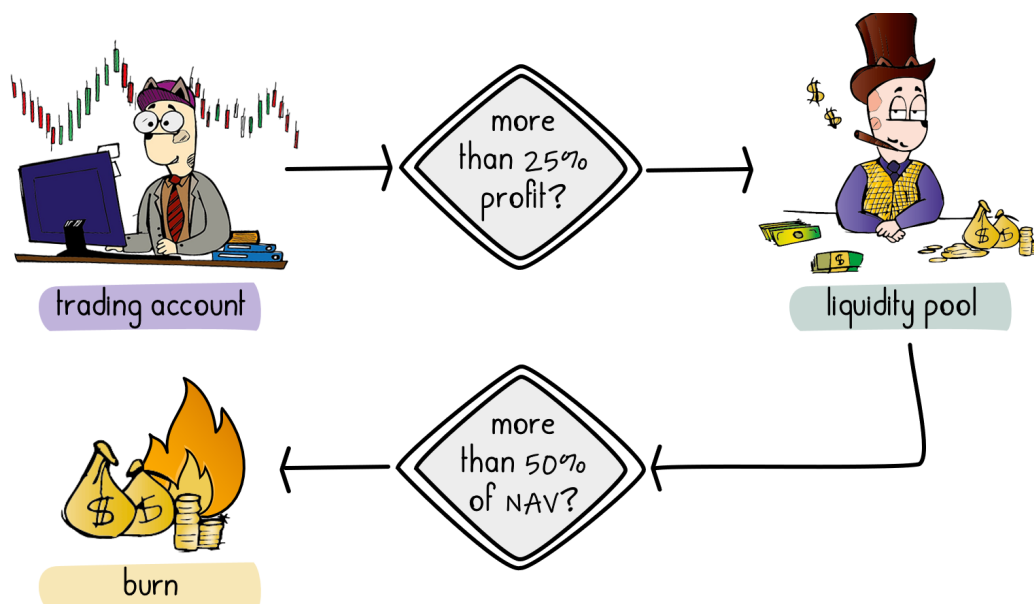 more
than 25%
profit?
trading account
liquidity pool
more
than 50%
of NAV?
burn
$
$
$
$
$
$
$